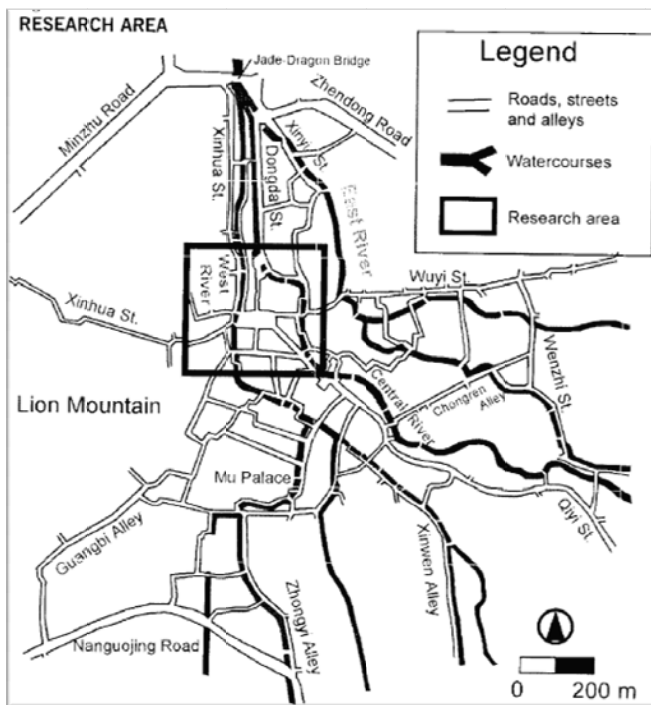 RESEARCH AREA
Jade-Dragon Bridge
Legend
Roads, streets
and alleys
Watercourses
Research area
Minzhu Road
Zhendong Road
Xinhua St.
Xinyi St.
Dongdai St.
East River
West
River
Wuyi St.
Xinhua St.
Wenzhi St.
Central River
Chongren
Alley
Lion Mountain
Mu Palace
Qiyi St.
Guangbi Alley
Xinwen Alley
Zhongyi Alley
Nanguojing Road
0 200 m